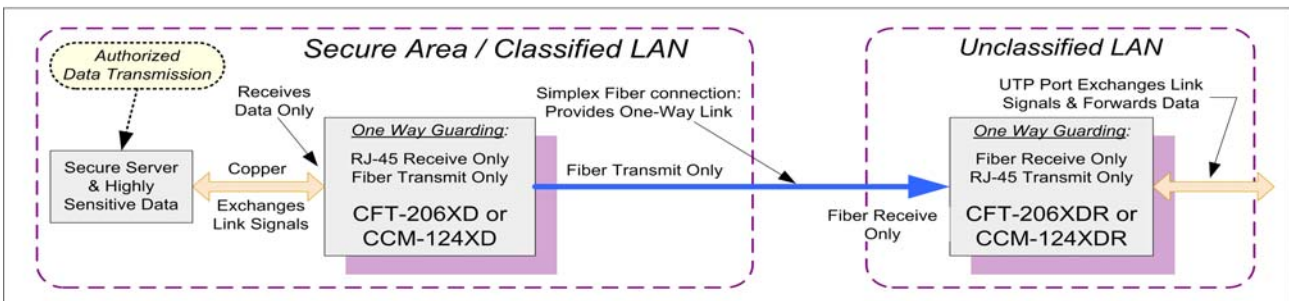 Secure Area / Classified LAN
Unclassified LAN
Authorized
Data Transmission
Receives
Data Only
Simplex Fiber connection:
Provides One-Way Link
UTP Port Exchanges Link
Signals & Forwards Data
Secure Server
& Highly
Sensitive Data
Copper
Exchanges
Link Signals
One Way Guarding:
RJ-45 Receive Only
Fiber Transmit Only
CFT-206XD or
CCM-124XD
Fiber Transmit Only
Fiber Receive
Only
One Way Guarding:
Fiber Receive Only
RJ-45 Transmit Only
CFT-206XDR or
CCM-124XDR